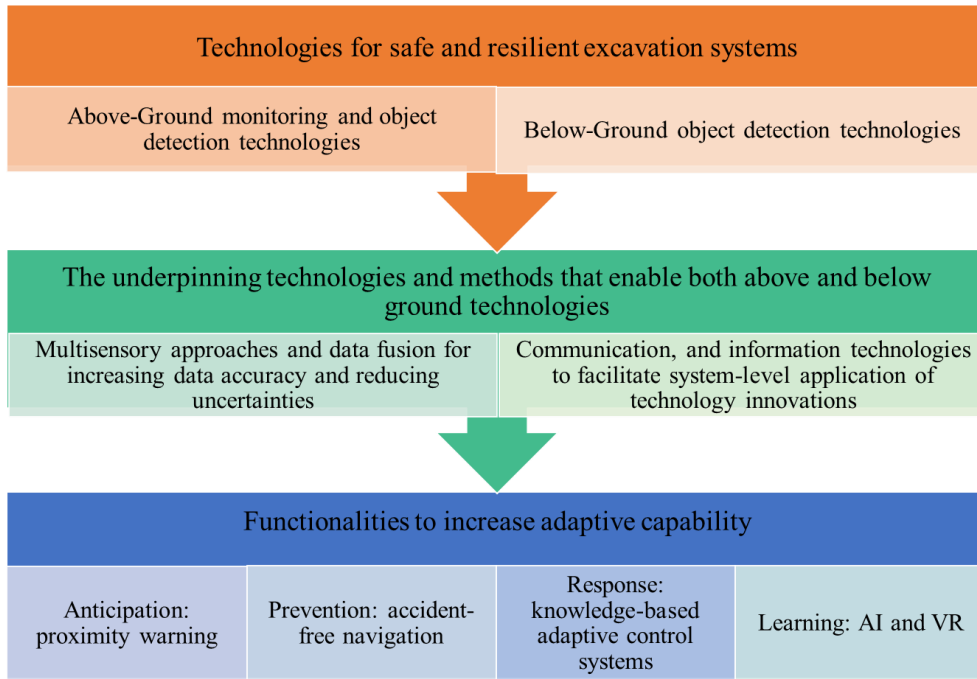 Technologies for safe and resilient excavation systems
Above-Ground monitoring and object
detection technologies
Below-Ground object detection technologies
The underpinning technologies and methods that enable both above and below
ground technologies
Multisensory approaches and data fusion for
increasing data accuracy and reducing
uncertainties
Communication, and information technologies
to facilitate system-level application of
technology innovations
Functionalities to increase adaptive capability
Anticipation:
proximity warning
Prevention: accident-
free navigation
Response:
knowledge-based
adaptive control
systems
Learning: AI and VR